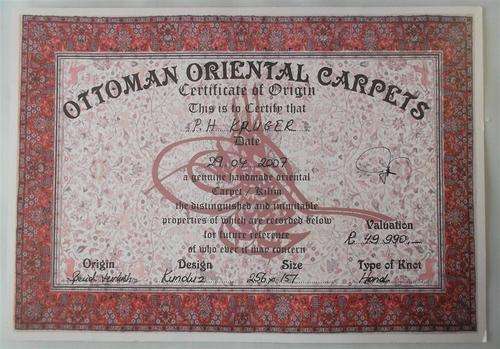 OTTOMAN ORIENTAL CARPETS
Certificate of Origin
This is to Certify that
P.H KRUGER
Date
29.04.2007
a genuine handmade oriental
Carpet / Kilim
the distinguished and inimitable
properties of which are recorded below
for future reference
of who ever it may concern
Valuation
R 49.990,-
Origin Design Size Type of Knot
Kunduz 296 x 157 Hand